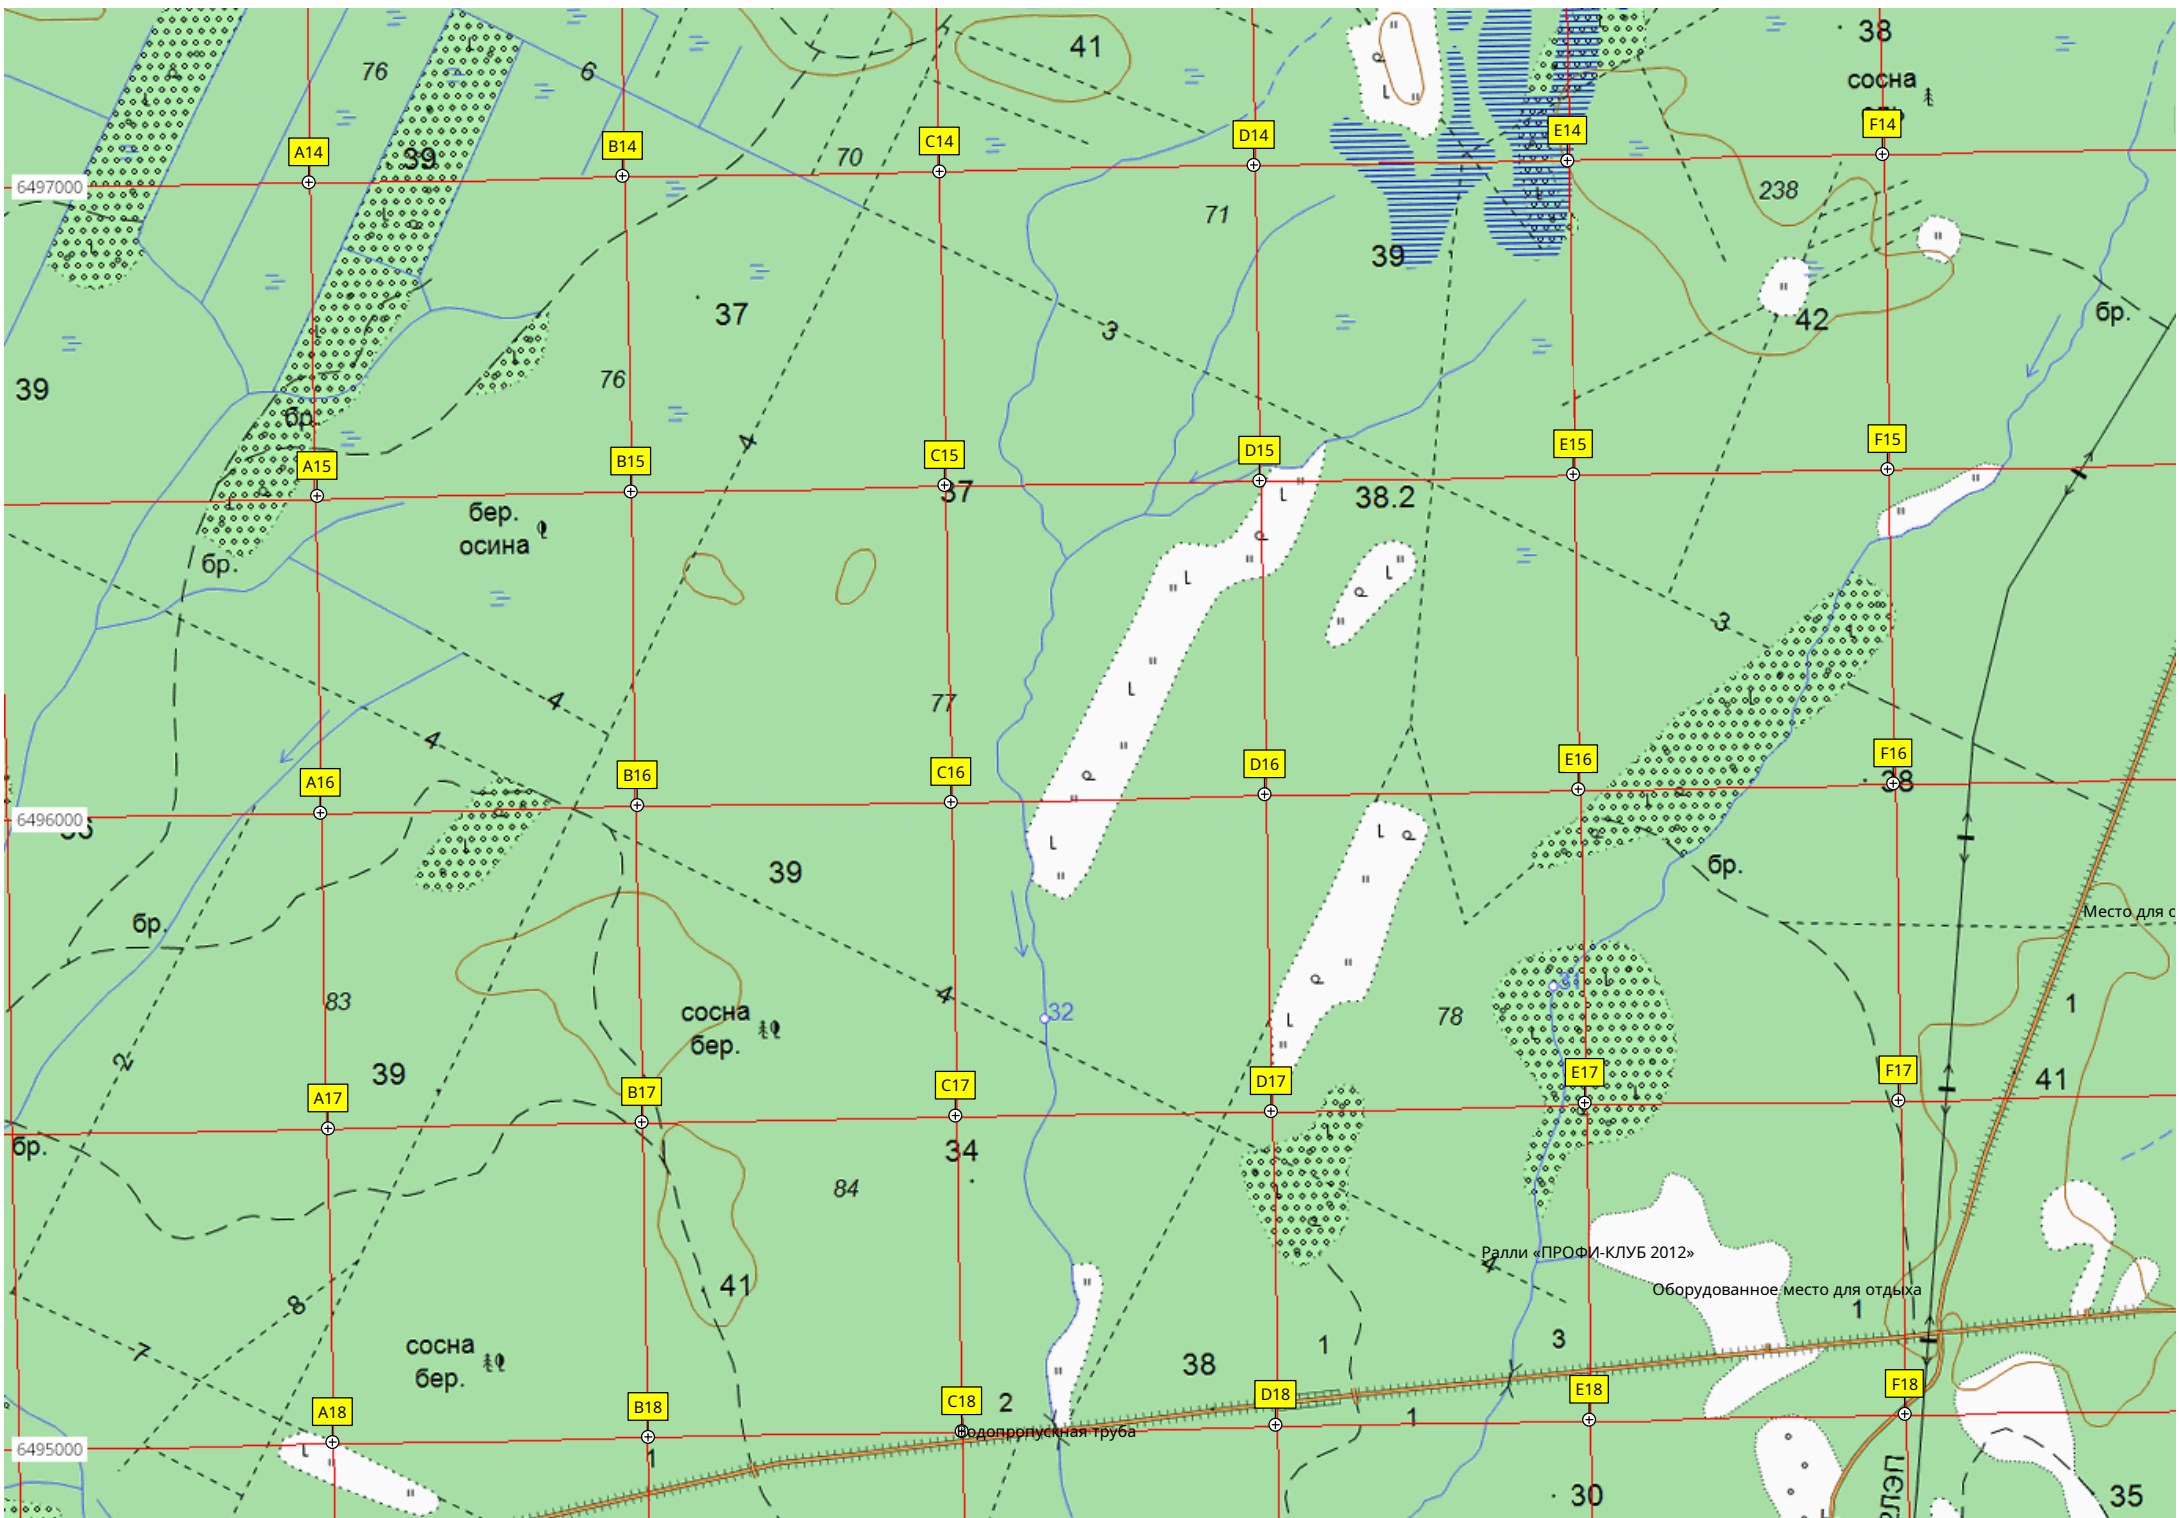 41
38
сосна
76
6
A14
39
B14
C14
70
D14
E14
F14
6497000
71
238
39
37
3
42
бр.
39
76
бр.
4
A15
B15
C15
D15
E15
F15
37
38.2
бер.
осина
бр.
3
4
77
4
A16
B16
C16
D16
E16
F16
38
6496000
39
бр.
бр.
Место для с
4
83
сосна
бер.
32
78
31
1
2
39
41
A17
B17
C17
D17
E17
F17
бр.
34
84
Ралли «ПРОФИ-КЛУБ 2012»
4
Оборудованное место для отдыха
41
8
1
1
3
7
сосна
бер.
38
A18
B18
C18
2
D18
1
E18
F18
Водопропускная труба
6495000
1
30
ЛЭП
35